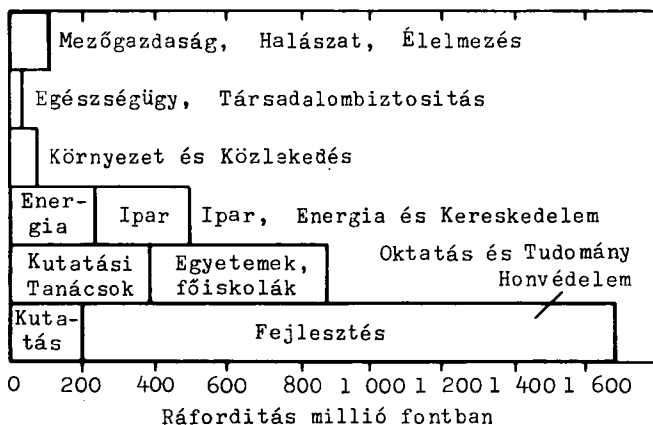 Mezőgazdaság, Halászat, Élelmezés
Egészségügy, Társadalombiztositás
Környezet és Közlekedés
Ener-
gia
Ipar
Ipar, Energia és Kereskedelem
Kutatási
Tanácsok
Egyetemek,
főiskolák
Oktatás és Tudomány
Honvédelem
Kuta-
tás
Fejlesztés
0 200 400 600 800 1 000 1 200 1 400 1 600
Ráforditás millió fontban